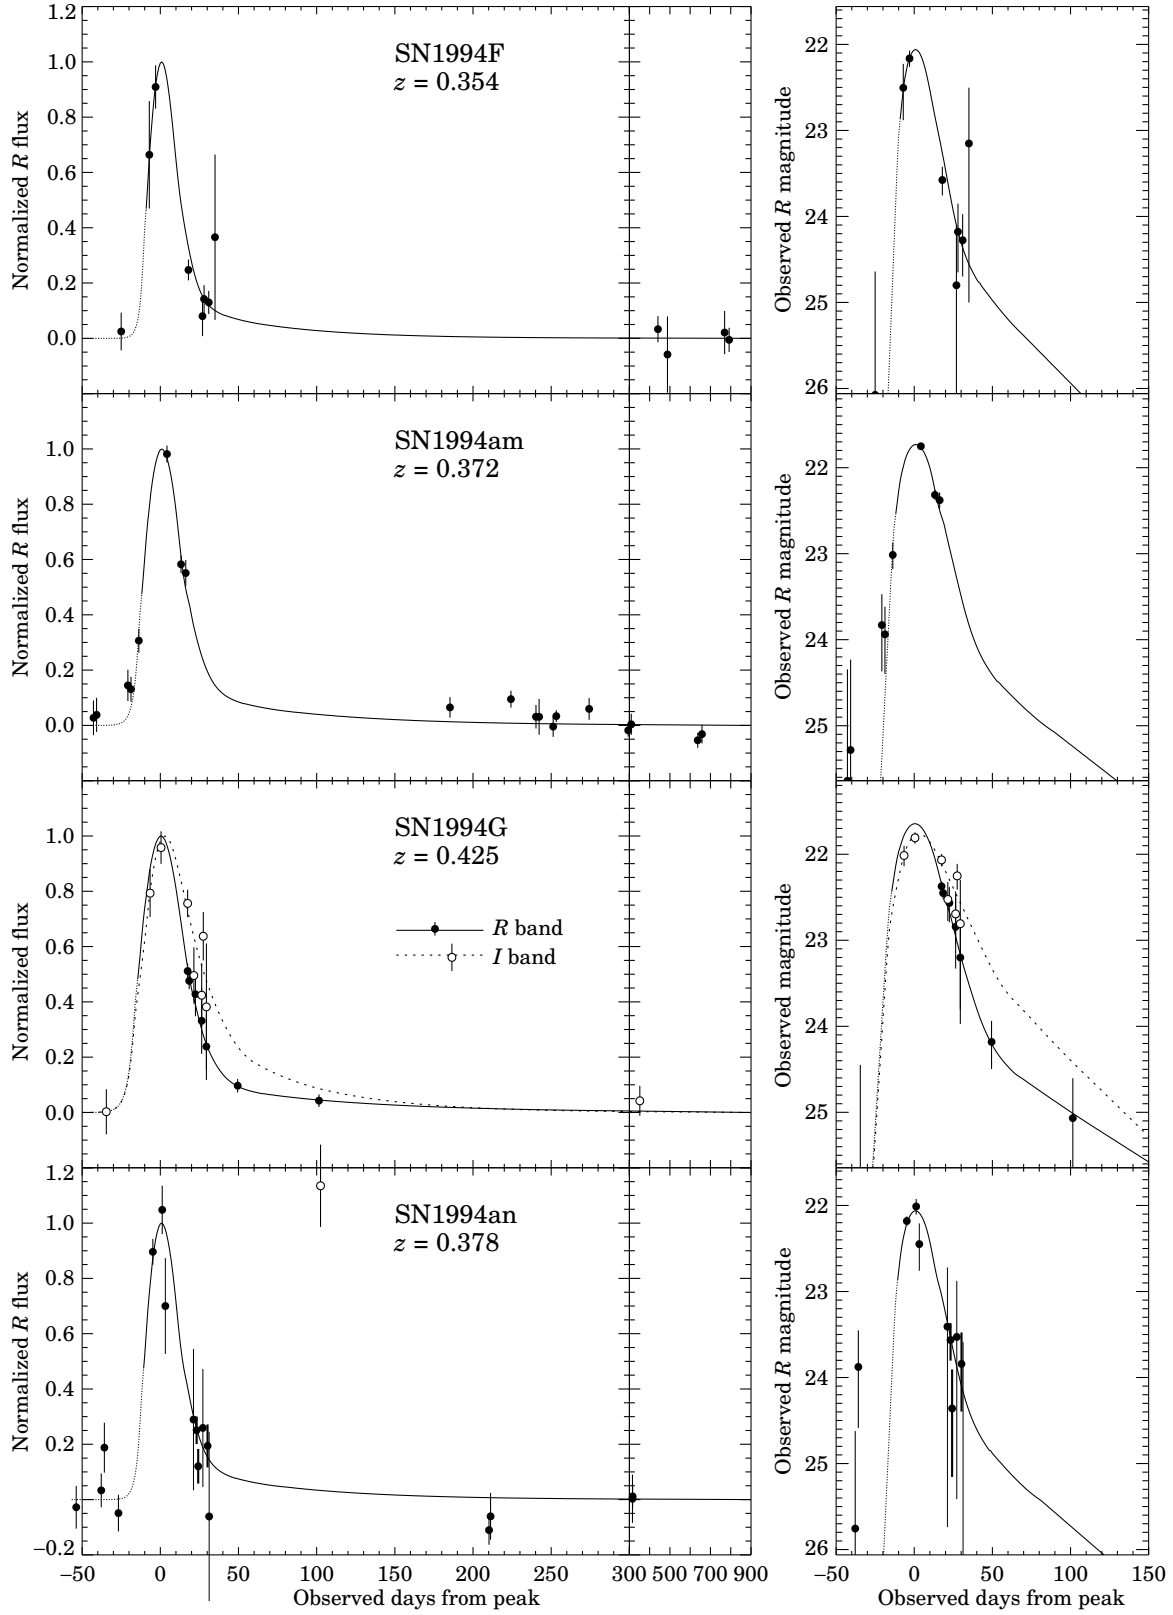 1.2
1.0
0.8
0.6
0.4
0.2
0.0
Normalized R flux
SN1994F
z = 0.354
22
23
24
25
26
Observed R magnitude
1.0
0.8
0.6
0.4
0.2
0.0
Normalized R flux
SN1994am
z = 0.372
22
23
24
25
Observed R magnitude
1.0
0.8
0.6
0.4
0.2
0.0
Normalized flux
SN1994G
z = 0.425
R band
I band
22
23
24
25
Observed magnitude
1.2
1.0
0.8
0.6
0.4
0.2
−0.2
Normalized R flux
SN1994an
z = 0.378
22
23
24
25
26
Observed R magnitude
−50 0 50 100 150 200 250 300 500 700 900
Observed days from peak
−50 0 50 100 150
Observed days from peak